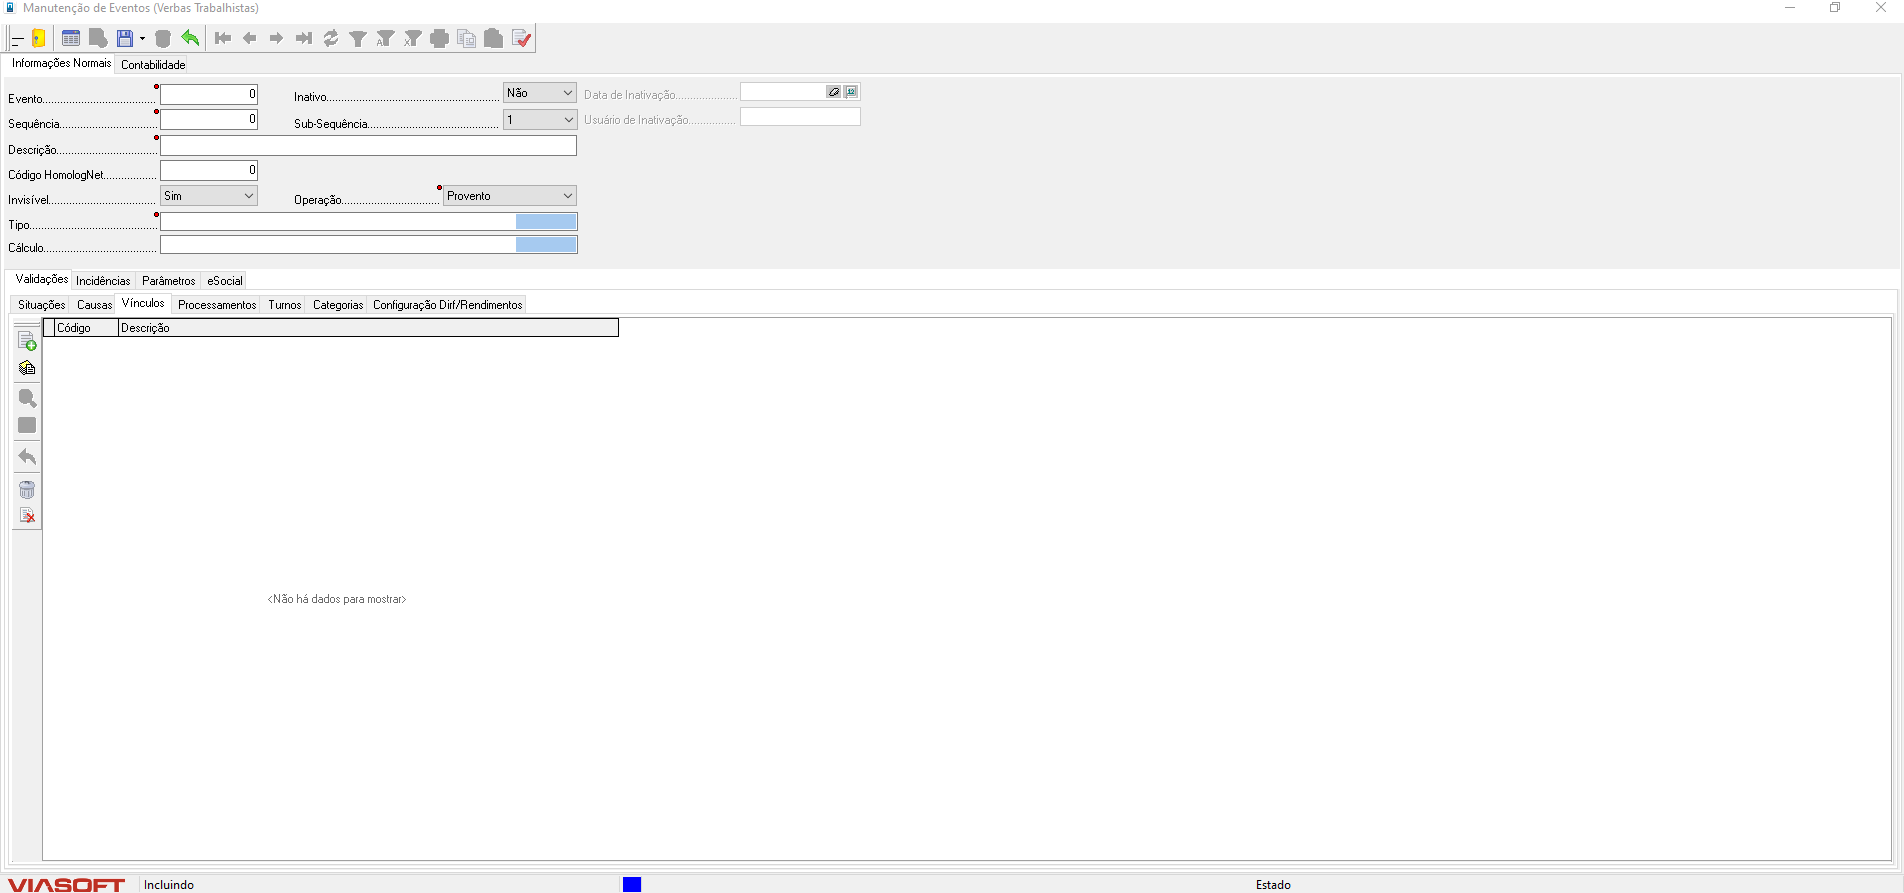 Manutenção de Eventos (Verbas Trabalhistas)
Informações Normais Contabilidade
Evento 0 Inativo Não Data de Inativação
Sequência 0 Sub-Sequência 1 Usuário de Inativação
Descrição
Código HomologNet 0
Invisível Sim Operação Provento
Tipo
Cálculo
Validações Incidências Parâmetros eSocial
Situações Causas Vínculos Processamentos Turnos Categorias Configuração Dirf/Rendimentos
Código Descrição
<Não há dados para mostrar>
VIASOFT Incluindo Estado